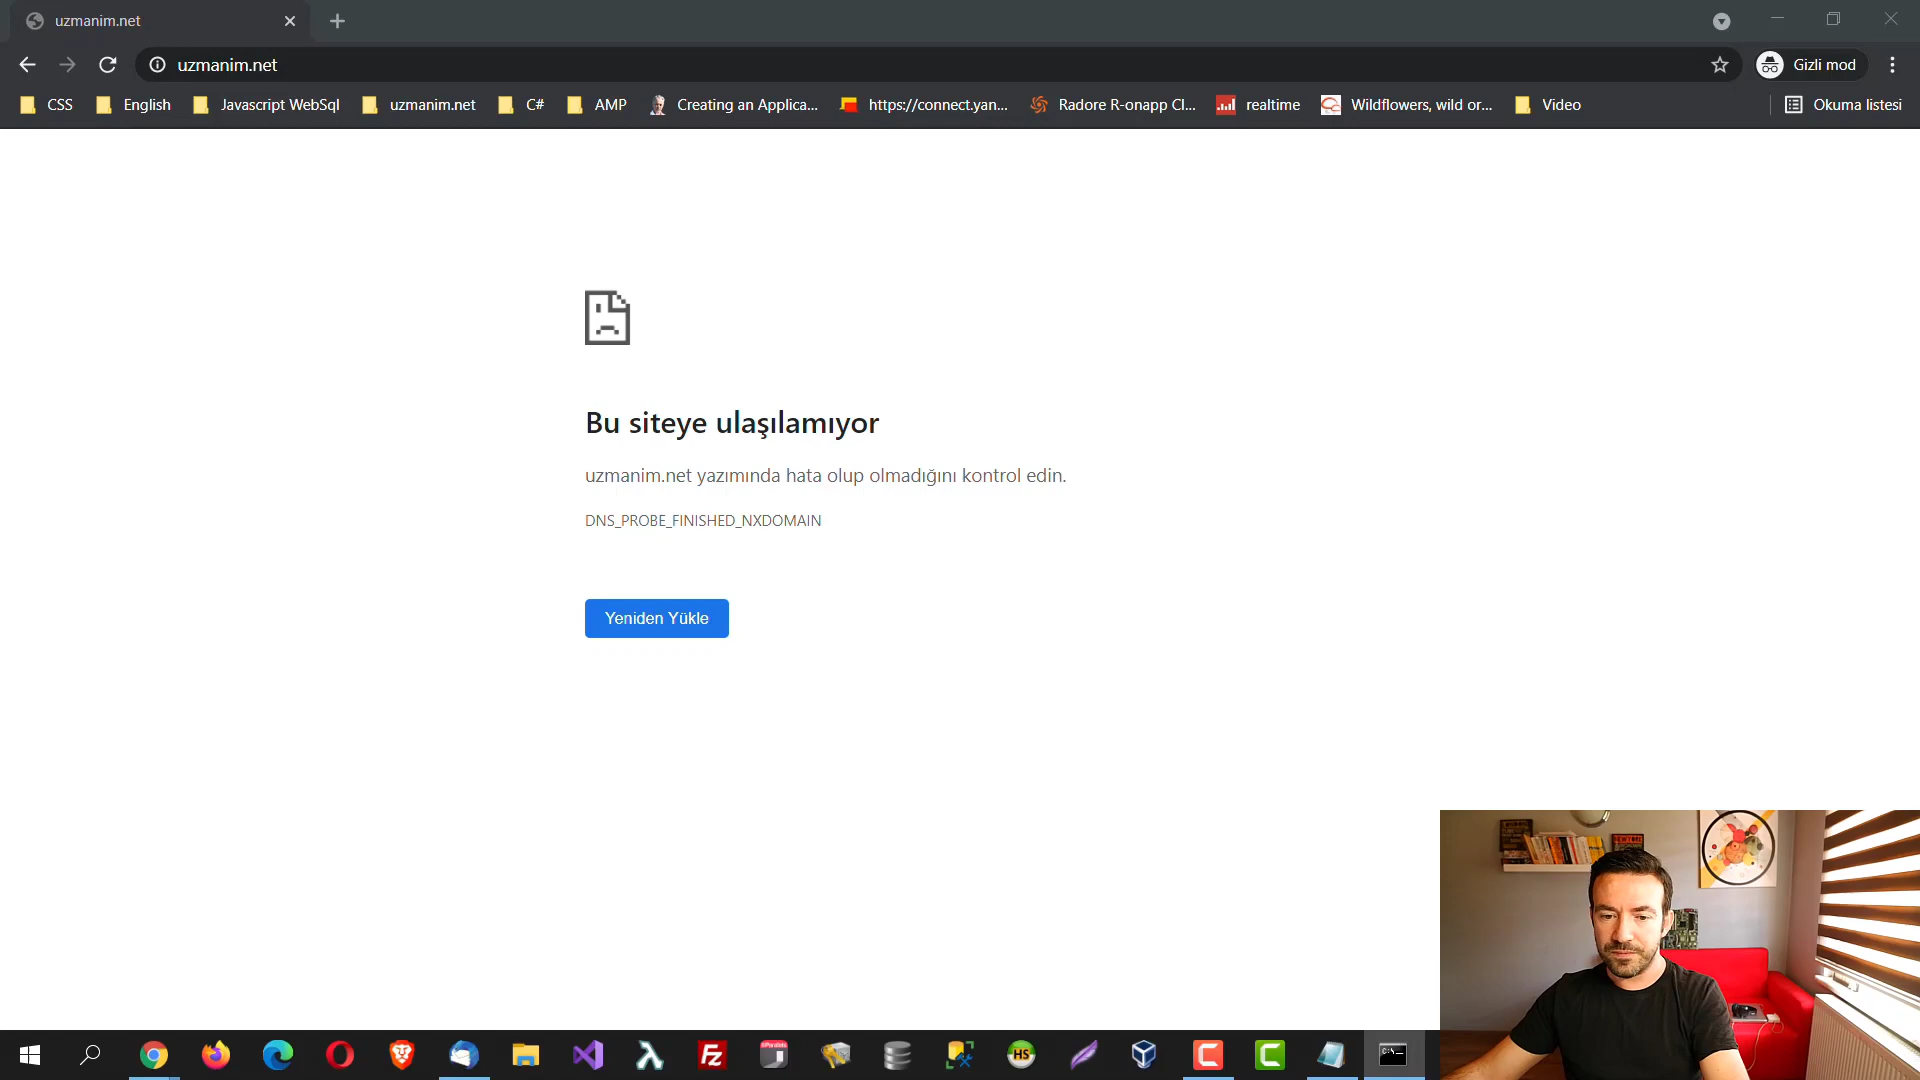 uzmanim.net
uzmanim.net
Gizli mod
CSS
English
Javascript WebSql
uzmanim.net
C#
AMP
Creating an Applica...
https://connect.yan...
Radore R-onapp Cl...
realtime
Wildflowers, wild or...
Video
Okuma listesi
Bu siteye ulaşılamıyor
uzmanim.net yazımında hata olup olmadığını kontrol edin.
DNS_PROBE_FINISHED_NXDOMAIN
Yeniden Yükle
HS